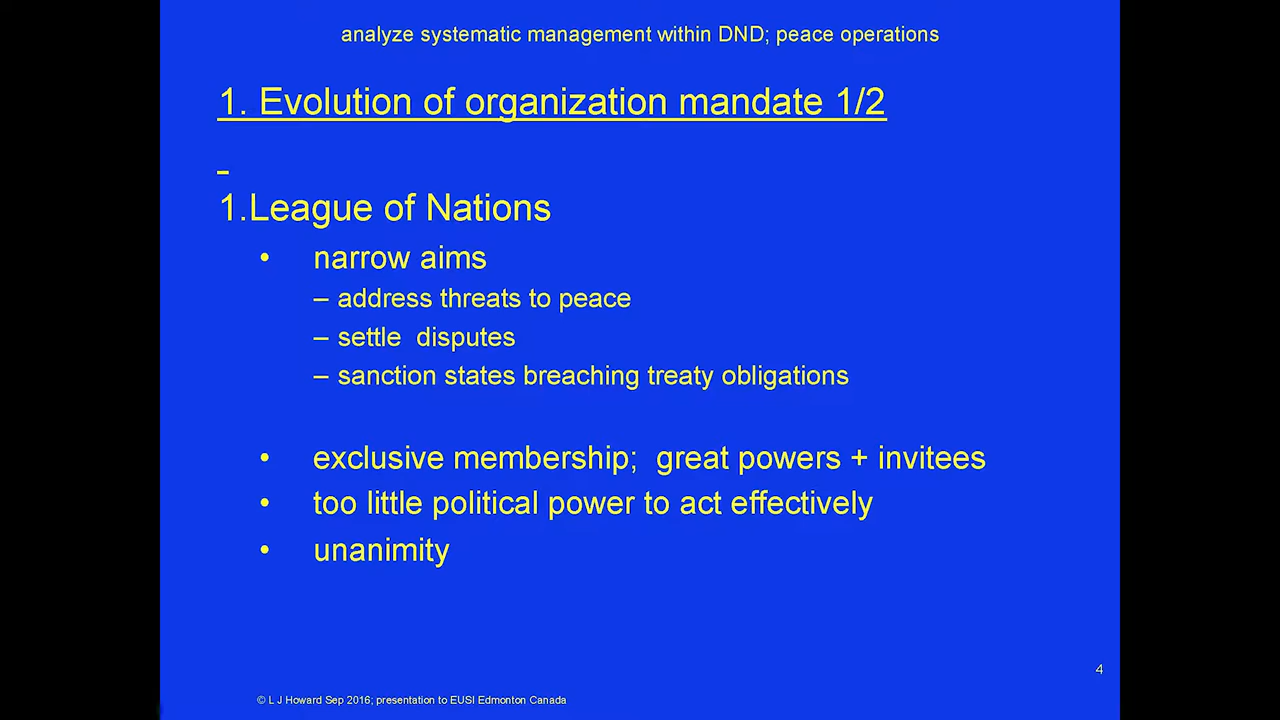 analyze systematic management within DND; peace operations
1. Evolution of organization mandate 1/2
1.League of Nations
• narrow aims
– address threats to peace
– settle  disputes
– sanction states breaching treaty obligations
• exclusive membership;  great powers + invitees
• too little political power to act effectively
• unanimity
4
© L J Howard Sep 2016; presentation to EUSI Edmonton Canada